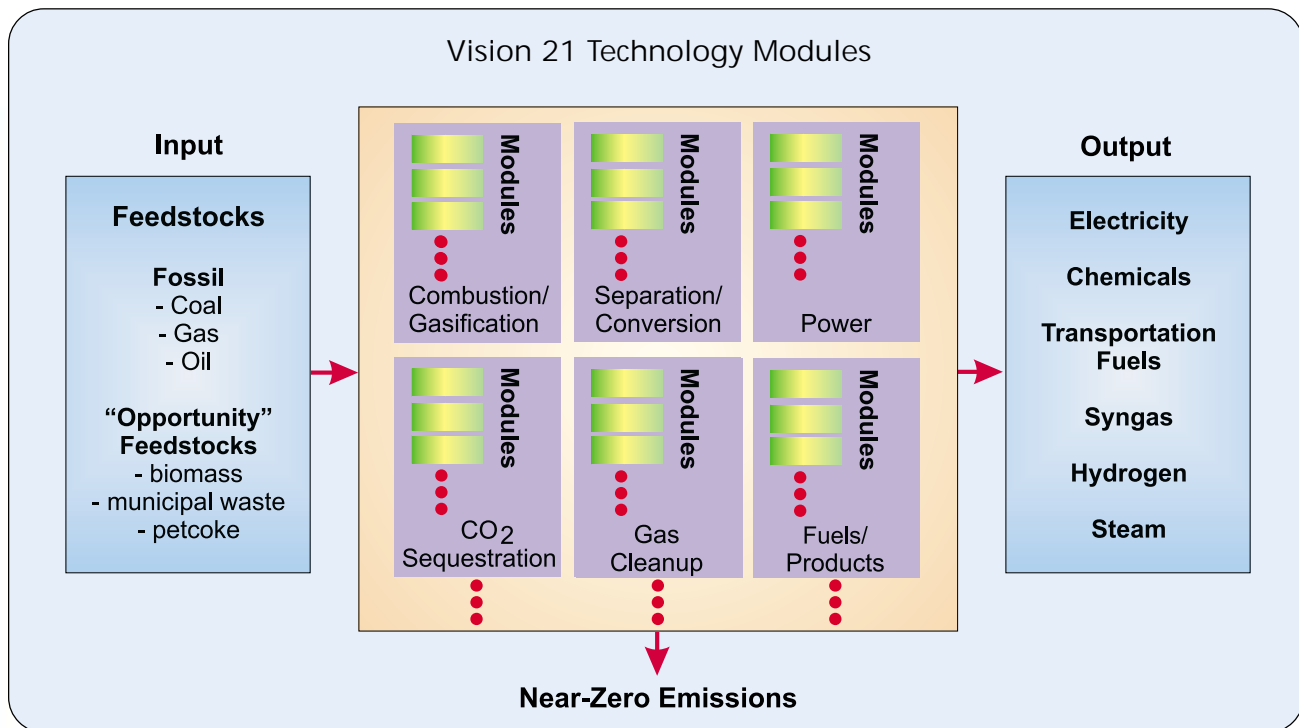 Vision 21 Technology Modules
Input
Feedstocks
Fossil
- Coal
- Gas
- Oil
“Opportunity”
Feedstocks
- biomass
- municipal waste
- petcoke
Modules
Combustion/
Gasification
Modules
Separation/
Conversion
Modules
Power
Modules
CO2
Sequestration
Modules
Gas
Cleanup
Modules
Fuels/
Products
Near-Zero Emissions
Output
Electricity
Chemicals
Transportation
Fuels
Syngas
Hydrogen
Steam